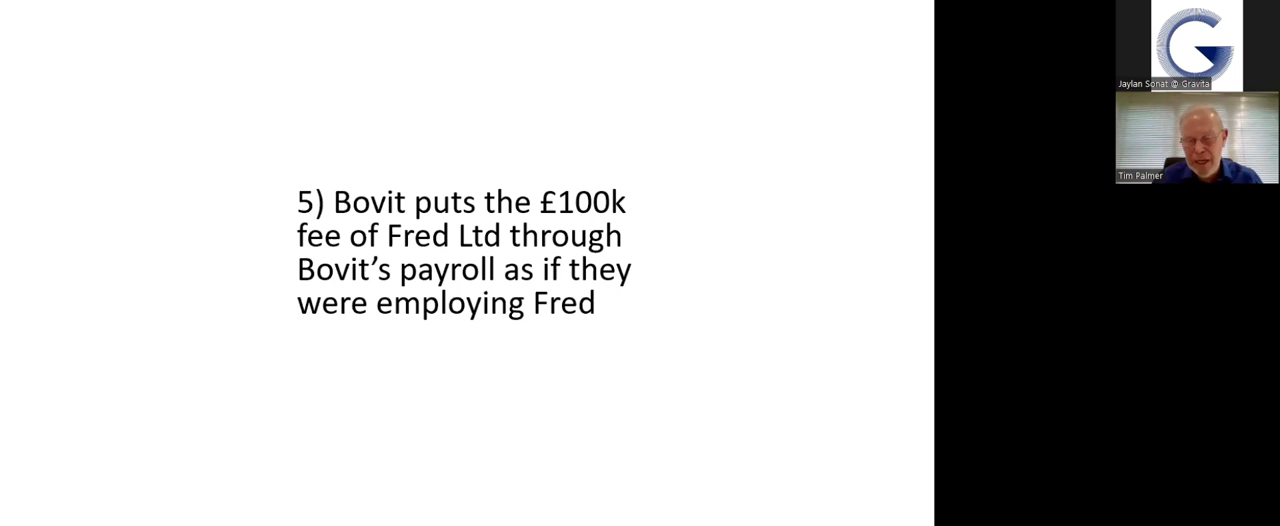 Jaylan Sonat @ Gravita
Tim Palmer
5) Bovit puts the £100k
fee of Fred Ltd through
Bovit’s payroll as if they
were employing Fred